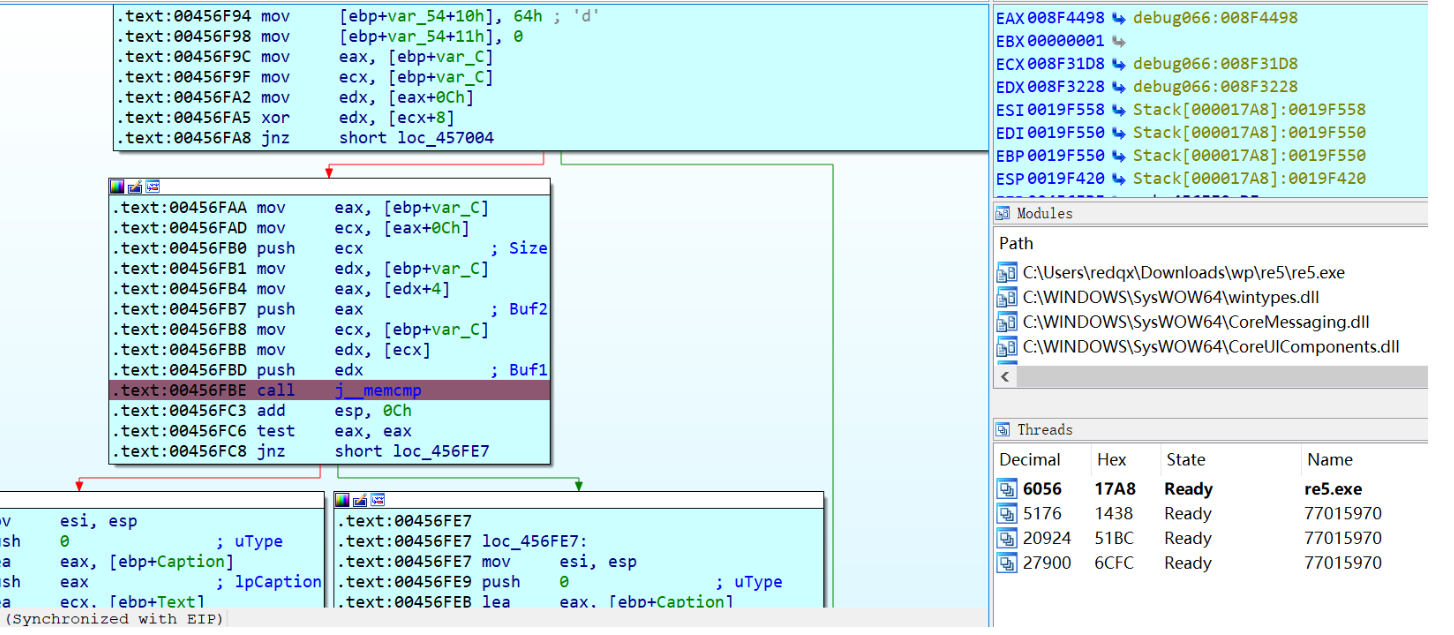 .text:00456F94 mov [ebp+var_54+10h], 64h ; 'd'
.text:00456F98 mov [ebp+var_54+11h], 0
.text:00456F9C mov eax, [ebp+var_C]
.text:00456F9F mov ecx, [ebp+var_C]
.text:00456FA2 mov edx, [eax+0Ch]
.text:00456FA5 xor edx, [ecx+8]
.text:00456FA8 jnz short loc_457004
.text:00456FAA mov eax, [ebp+var_C]
.text:00456FAD mov ecx, [eax+0Ch]
.text:00456FB0 push ecx ; Size
.text:00456FB1 mov edx, [ebp+var_C]
.text:00456FB4 mov eax, [edx+4]
.text:00456FB7 push eax ; Buf2
.text:00456FB8 mov ecx, [ebp+var_C]
.text:00456FBB mov edx, [ecx]
.text:00456FBD push edx ; Buf1
.text:00456FBE call j__memcmp
.text:00456FC3 add esp, 0Ch
.text:00456FC6 test eax, eax
.text:00456FC8 jnz short loc_456FE7
ov esi, esp
sh 0 ; uType
a eax, [ebp+Caption]
sh eax ; lpCaption
a ecx, [ebp+Text]
.text:00456FE7
.text:00456FE7 loc_456FE7:
.text:00456FE7 mov esi, esp
.text:00456FE9 push 0 ; uType
.text:00456FEB lea eax, [ebp+Caption]
(Synchronized with EIP)
EAX 008F4498 debug066:008F4498
EBX 00000001
ECX 008F31D8 debug066:008F31D8
EDX 008F3228 debug066:008F3228
ESI 0019F558 Stack[000017A8]:0019F558
EDI 0019F550 Stack[000017A8]:0019F550
EBP 0019F550 Stack[000017A8]:0019F550
ESP 0019F420 Stack[000017A8]:0019F420
Modules
Path
C:\Users\redqx\Downloads\wp\re5\re5.exe
C:\WINDOWS\SysWOW64\wintypes.dll
C:\WINDOWS\SysWOW64\CoreMessaging.dll
C:\WINDOWS\SysWOW64\CoreUIComponents.dll
Threads
Decimal Hex State Name
6056 17A8 Ready re5.exe
5176 1438 Ready 77015970
20924 51BC Ready 77015970
27900 6CFC Ready 77015970